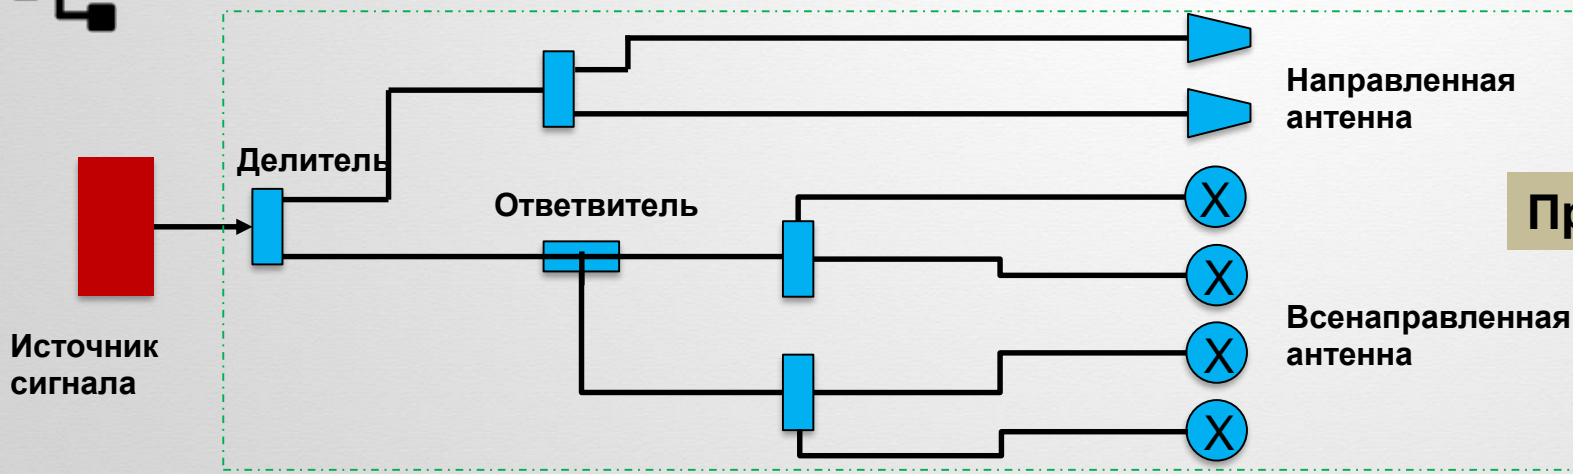 Направленная
антенна
Делитель
Ответвитель
X
X
X
X
Всенаправленная
антенна
Источник
сигнала